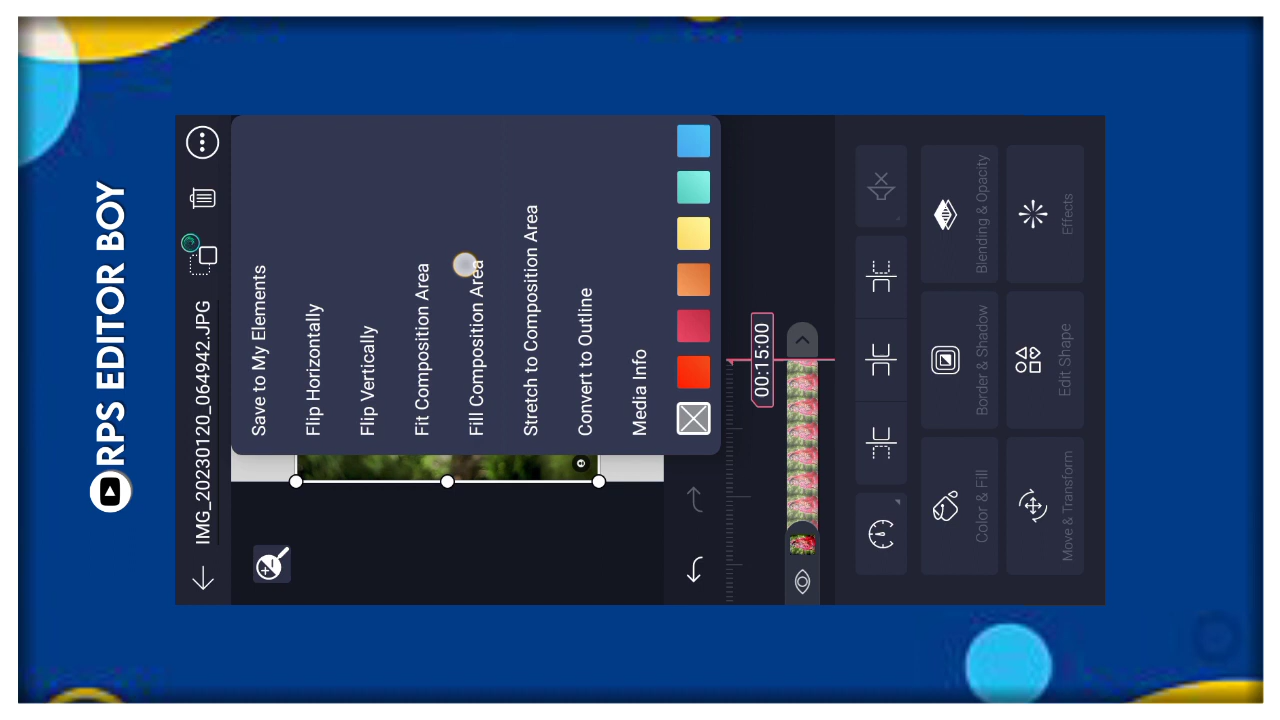 RPS EDITOR BOY
IMG_20230120_064942.JPG
Save to My Elements
Flip Horizontally
Flip Vertically
Fit Composition Area
Fill Composition Area
Stretch to Composition Area
Convert to Outline
Media Info
00:15:00
Color & Fill
Border & Shadow
Blending & Opacity
Move & Transform
Edit Shape
Effects